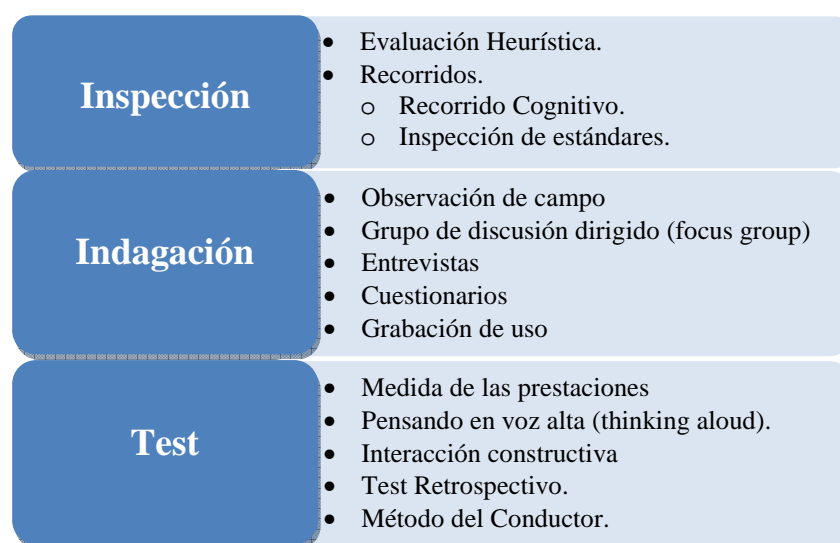 Inspección
• Evaluación Heurística.
• Recorridos.
o Recorrido Cognitivo.
o Inspección de estándares.
Indagación
• Observación de campo
• Grupo de discusión dirigido (focus group)
• Entrevistas
• Cuestionarios
• Grabación de uso
Test
• Medida de las prestaciones
• Pensando en voz alta (thinking aloud).
• Interacción constructiva
• Test Retrospectivo.
• Método del Conductor.